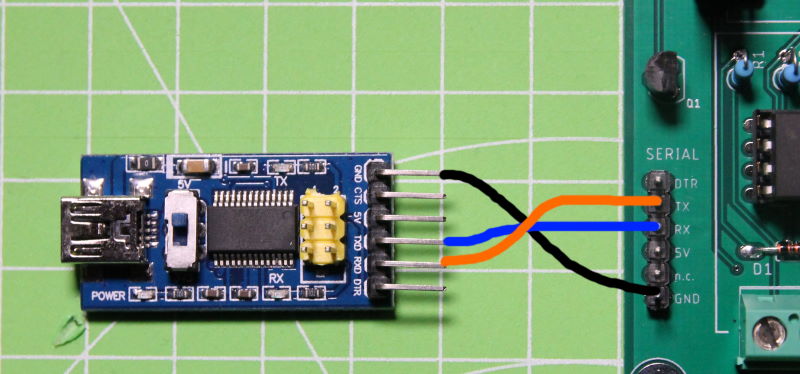 5V
TX
2
GND
CTS
5V
TXD
RXD
DTR
RX
POWER
Q1
R1
SERIAL
DTR
TX
RX
5V
n.c.
GND
D1